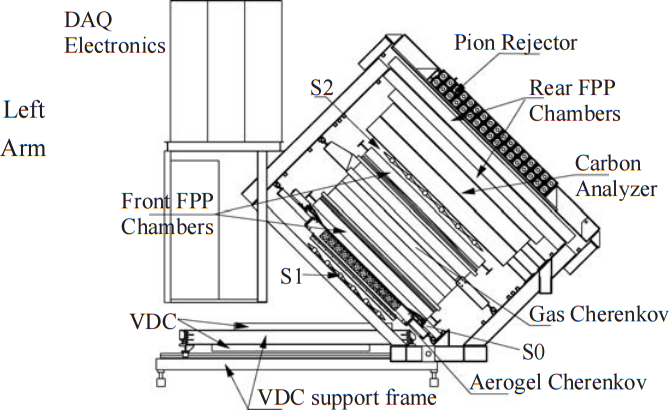 DAQ
Electronics
Left
Arm
Pion Rejector
S2
Rear FPP
Chambers
Carbon
Analyzer
Front FPP
Chambers
S1
Gas Cherenkov
VDC
S0
Aerogel Cherenkov
VDC support frame